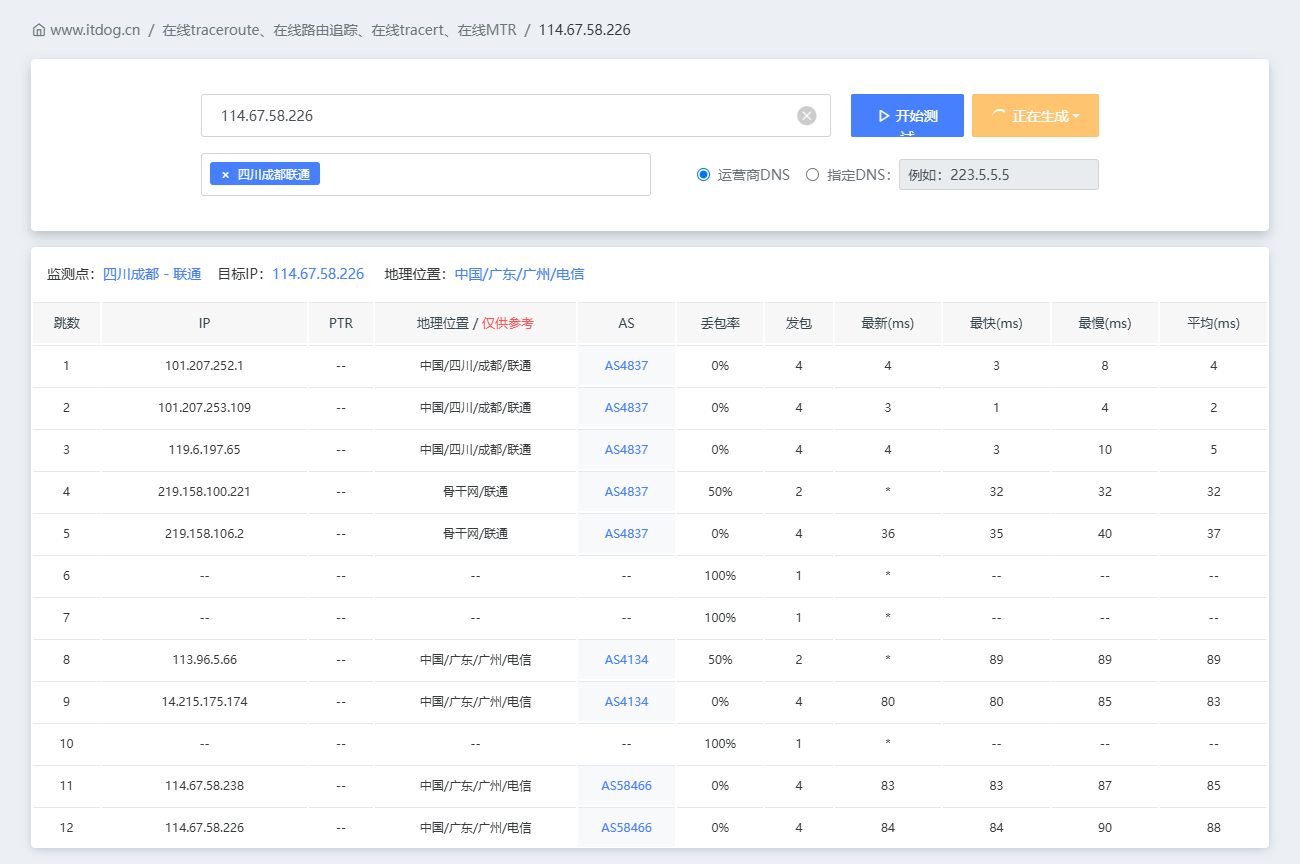 www.itdog.cn / 在线traceroute、在线路由追踪、在线tracert、在线MTR / 114.67.58.226
114.67.58.226 开始测试 正在生成
× 四川成都联通 运营商DNS 指定DNS: 例如：223.5.5.5
监测点：四川成都 - 联通 目标IP：114.67.58.226 地理位置：中国/广东/广州/电信
跳数 IP PTR 地理位置 / 仅供参考 AS 丢包率 发包 最新(ms) 最快(ms) 最慢(ms) 平均(ms)
1 101.207.252.1 -- 中国/四川/成都/联通 AS4837 0% 4 4 3 8 4
2 101.207.253.109 -- 中国/四川/成都/联通 AS4837 0% 4 3 1 4 2
3 119.6.197.65 -- 中国/四川/成都/联通 AS4837 0% 4 4 3 10 5
4 219.158.100.221 -- 骨干网/联通 AS4837 50% 2 * 32 32 32
5 219.158.106.2 -- 骨干网/联通 AS4837 0% 4 36 35 40 37
6 -- -- -- -- 100% 1 * -- -- --
7 -- -- -- -- 100% 1 * -- -- --
8 113.96.5.66 -- 中国/广东/广州/电信 AS4134 50% 2 * 89 89 89
9 14.215.175.174 -- 中国/广东/广州/电信 AS4134 0% 4 80 80 85 83
10 -- -- -- -- 100% 1 * -- -- --
11 114.67.58.238 -- 中国/广东/广州/电信 AS58466 0% 4 83 83 87 85
12 114.67.58.226 -- 中国/广东/广州/电信 AS58466 0% 4 84 84 90 88